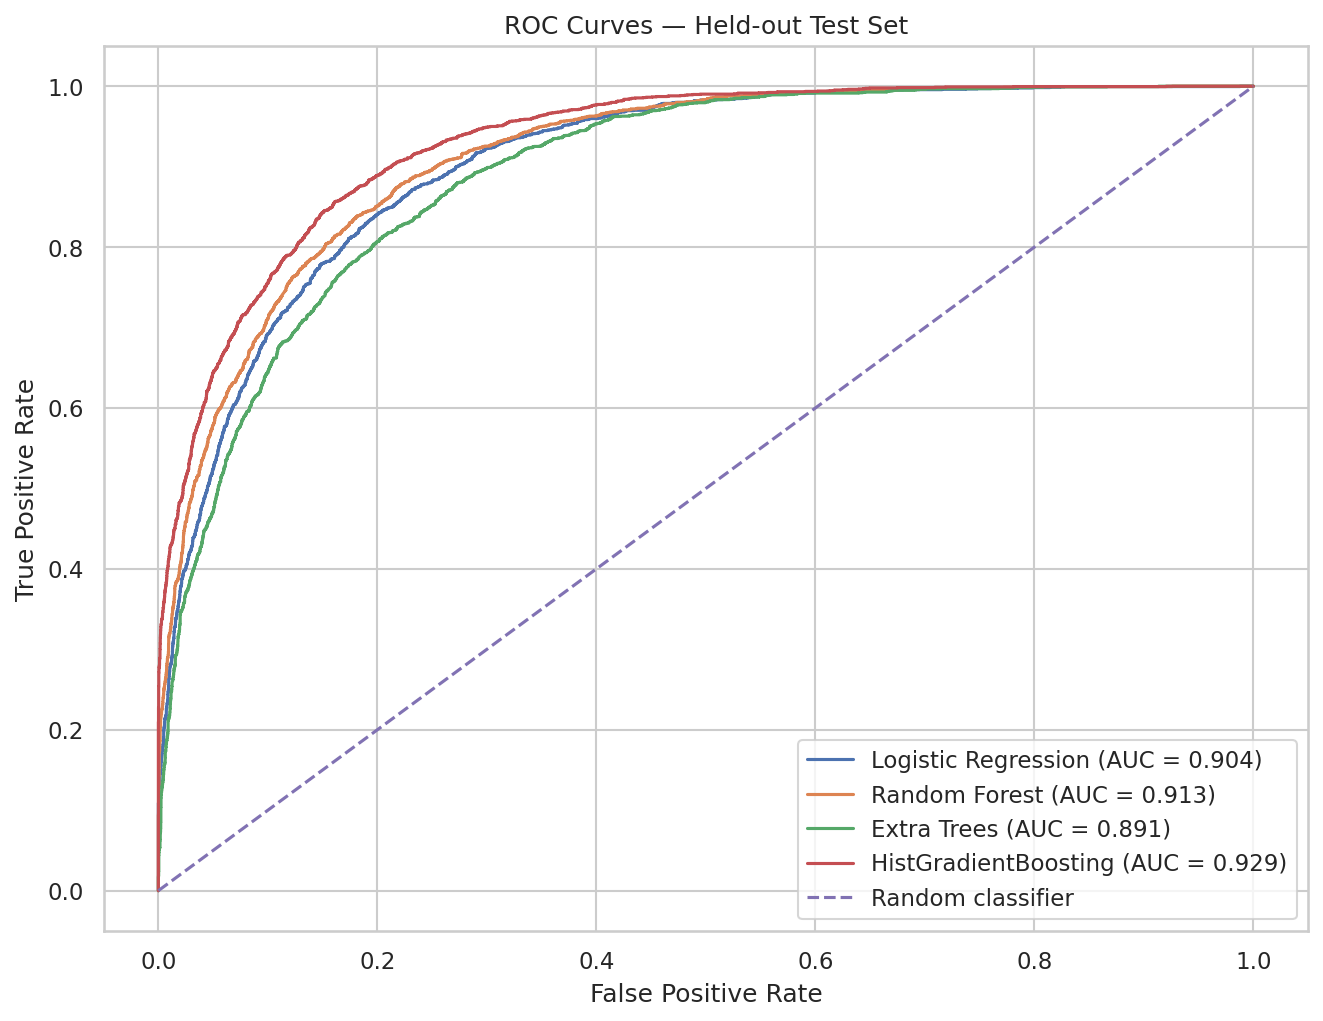 ROC Curves — Held-out Test Set
1.0
0.8
0.6
0.4
0.2
0.0
True Positive Rate
Logistic Regression (AUC = 0.904)
Random Forest (AUC = 0.913)
Extra Trees (AUC = 0.891)
HistGradientBoosting (AUC = 0.929)
Random classifier
0.0 0.2 0.4 0.6 0.8 1.0
False Positive Rate